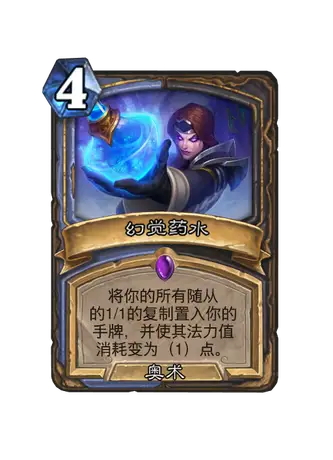 4
幻觉药水
将你的所有随从
的1/1的复制置入你的
手牌，并使其法力值
消耗变为（1）点。
奥术